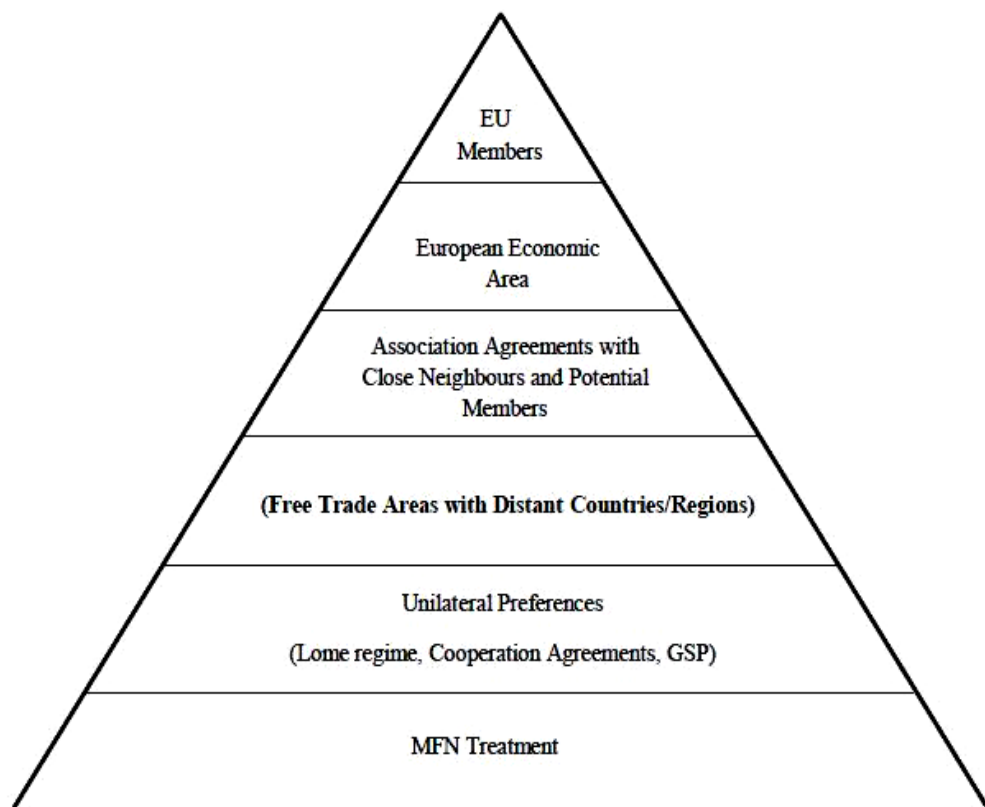 EU
Members
European Economic
Area
Association Agreements with
Close Neighbours and Potential
Members
(Free Trade Areas with Distant Countries/Regions)
Unilateral Preferences
(Lome regime, Cooperation Agreements, GSP)
MFN Treatment